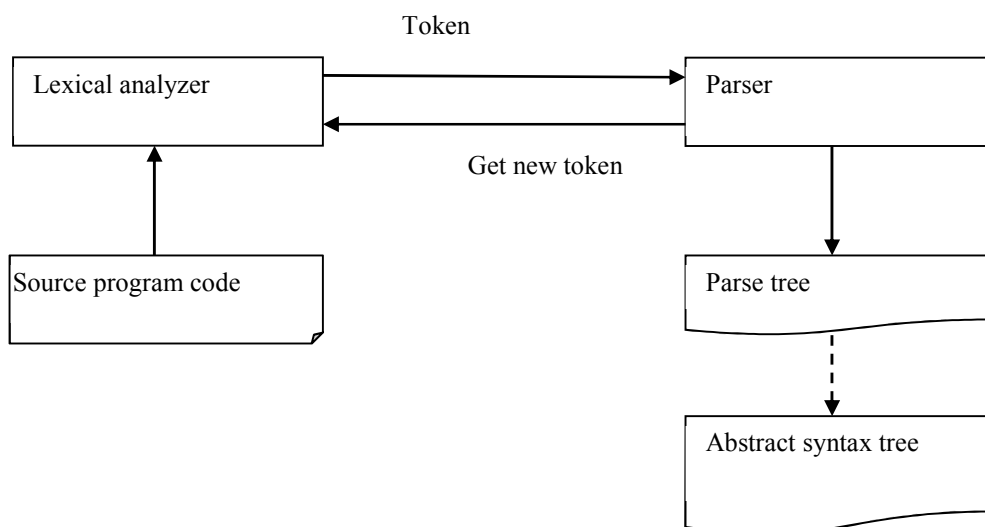 Token
Lexical analyzer
Parser
Get new token
Source program code
Parse tree
Abstract syntax tree